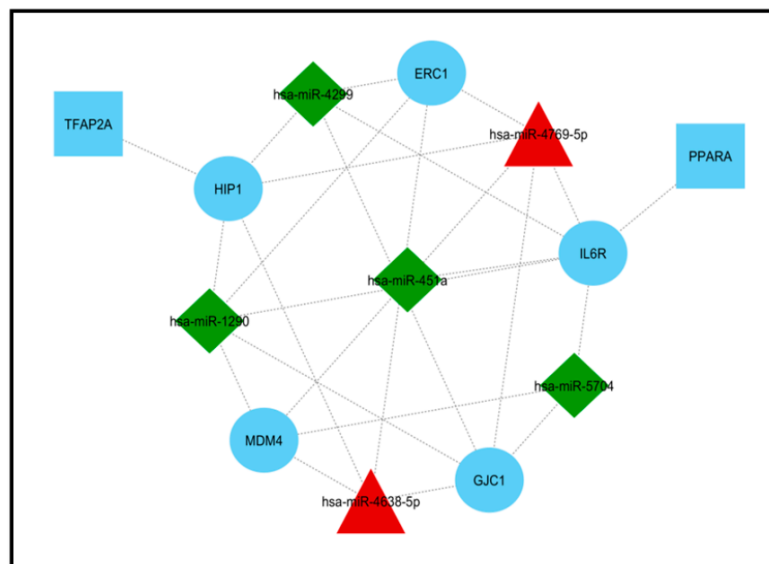 ERC1
hsa-miR-4299
TFAP2A
hsa-miR-4769-5p
PPARA
HIP1
IL6R
hsa-miR-451a
hsa-miR-1290
hsa-miR-5704
MDM4
GJC1
hsa-miR-4638-5p